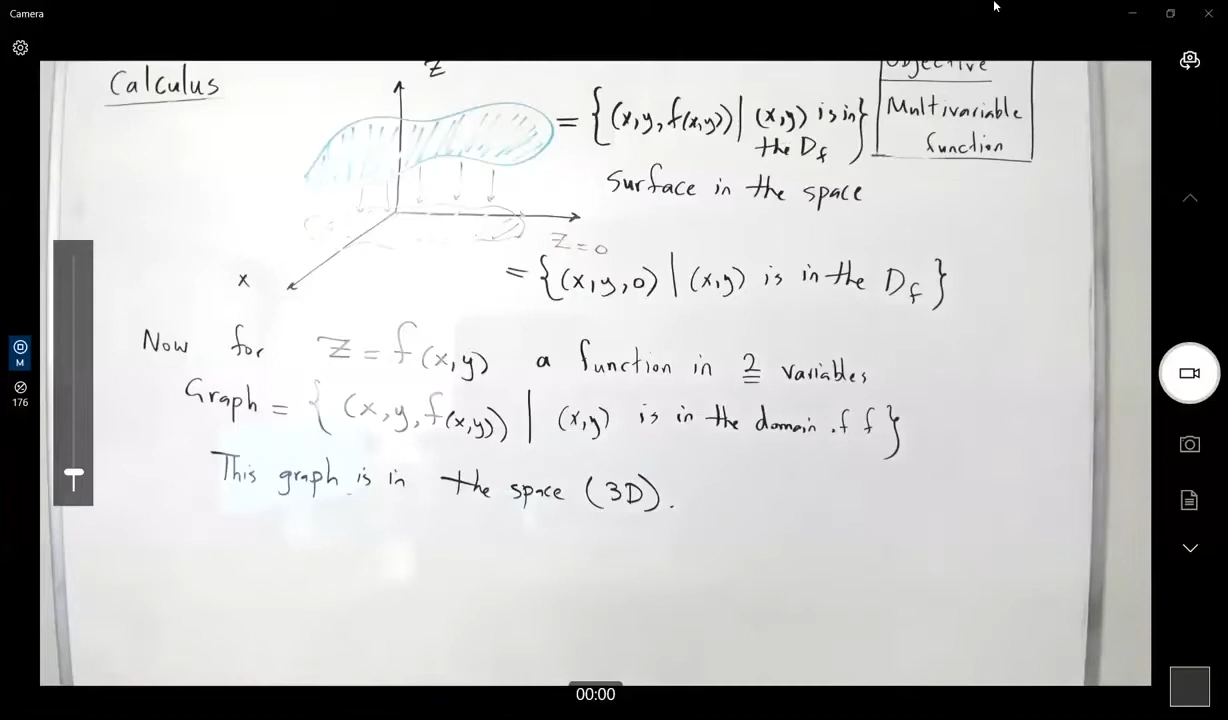 Camera
Calculus
Z
= {(x,y,f(x,y)) | (x,y) is in the D_f}
Objective
Multivariable
function
Surface in the space
Z=0
= {(x,y,0) | (x,y) is in the D_f}
x
Now for Z = f(x,y) a function in 2 variables
Graph = { (x,y,f(x,y)) | (x,y) is in the domain of f }
This graph is in the space (3D).
M
176
00:00